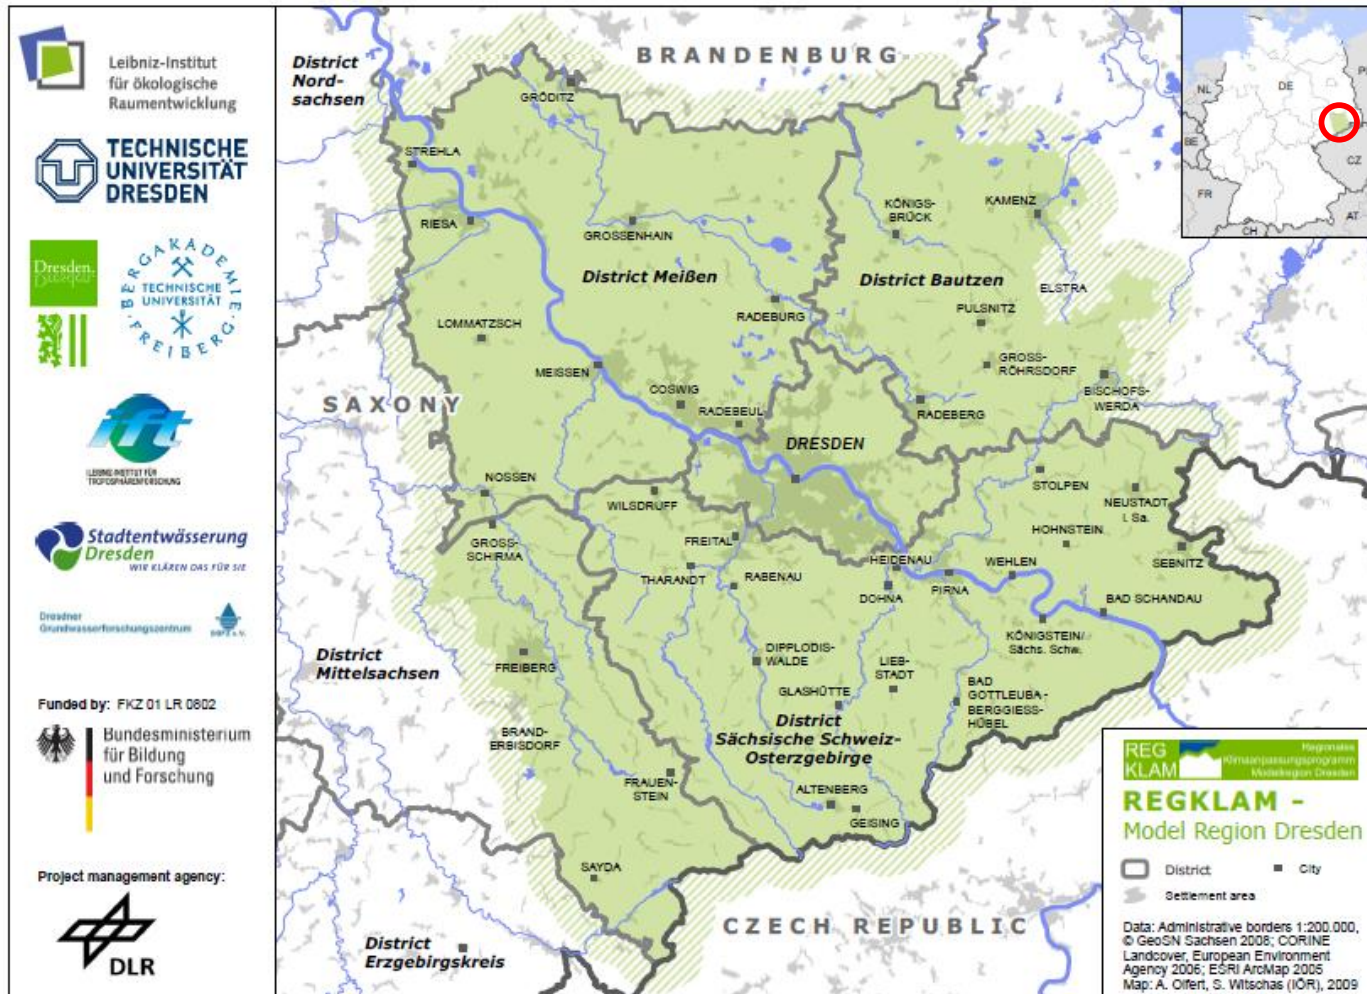 Leibniz-Institut
für ökologische
Raumentwicklung
TECHNISCHE
UNIVERSITÄT
DRESDEN
Dresden.
BERGAKADEMIE
TECHNISCHE
UNIVERSITÄT
FREIBERG
ift
LEIBNIZ-INSTITUT FÜR
TROPOSPHÄRENFORSCHUNG
Stadtentwässerung
Dresden
WIR KLÄREN DAS FÜR SIE
Dresdner
Grundwasserforschungszentrum
Funded by: FKZ 01 LR 0802
Bundesministerium
für Bildung
und Forschung
Project management agency:
DLR
BRANDENBURG
District
Nord-
sachsen
GRÖDITZ
STREHLA
RIESA
GROSSENHAIN
District Meißen
KÖNIGS-
BRÜCK
KAMENZ
District Bautzen
ELSTRA
PULSNITZ
RADEBURG
LOMMATZSCH
MEISSEN
COSWIG
RADEBEUL
GROSS-
RÖHRSDORF
BISCHOFS-
WERDA
RADEBERG
SAXONY
DRESDEN
NOSSEN
WILSDRUFF
STOLPEN
NEUSTADT
i. Sa.
HOHNSTEIN
SEBNITZ
GROSS-
SCHIRMA
FREITAL
THARANDT
RABENAU
HEIDENAU
DOHNA
PIRNA
WEHLEN
BAD SCHANDAU
KÖNIGSTEIN/
Sächs. Schw.
District
Mittelsachsen
FREIBERG
DIPPLODIS-
WALDE
LIEB-
STADT
GLASHÜTTE
BAD
GOTTLEUBA-
BERGGIESS-
HÜBEL
District
Sächsische Schweiz-
Osterzgebirge
BRAND-
ERBISDORF
FRAUEN-
STEIN
ALTENBERG
GEISING
SAYDA
CZECH REPUBLIC
District
Erzgebirgskreis
NL
DE
BE
CZ
FR
AT
CH
REG
KLAM
Regionales
Klimaanpassungsprogramm
Modellregion Dresden
REGKLAM -
Model Region Dresden
District
City
Settlement area
Data: Administrative borders 1:200.000,
© GeoSN Sachsen 2008; CORINE
Landcover, European Environment
Agency 2006; ESRI ArcMap 2005
Map: A. Olfert, S. Witschas (IÖR), 2009